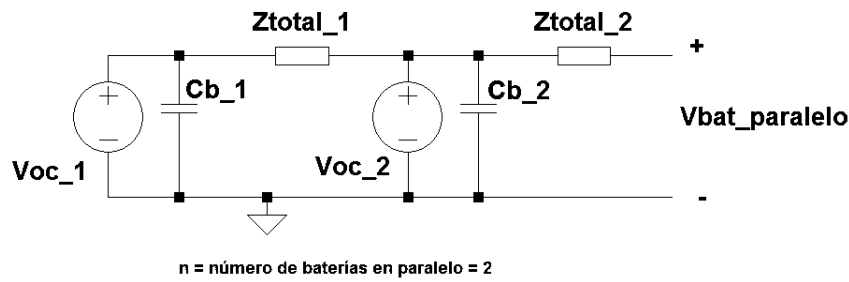 Ztotal_1
Ztotal_2
+
+
+
Cb_1
Cb_2
Vbat_paralelo
Voc_1
Voc_2
-
n = número de baterías en paralelo = 2